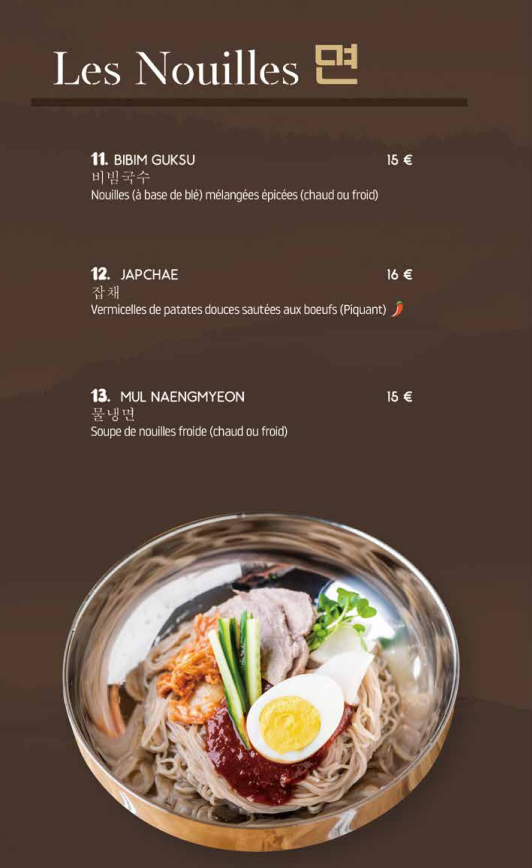 Les Nouilles 면
11. BIBIM GUKSU 15 €
비빔국수
Nouilles (à base de blé) mélangées épicées (chaud ou froid)
12. JAPCHAE 16 €
잡채
Vermicelles de patates douces sautées aux boeufs (Piquant)
13. MUL NAENGMYEON 15 €
물냉면
Soupe de nouilles froide (chaud ou froid)